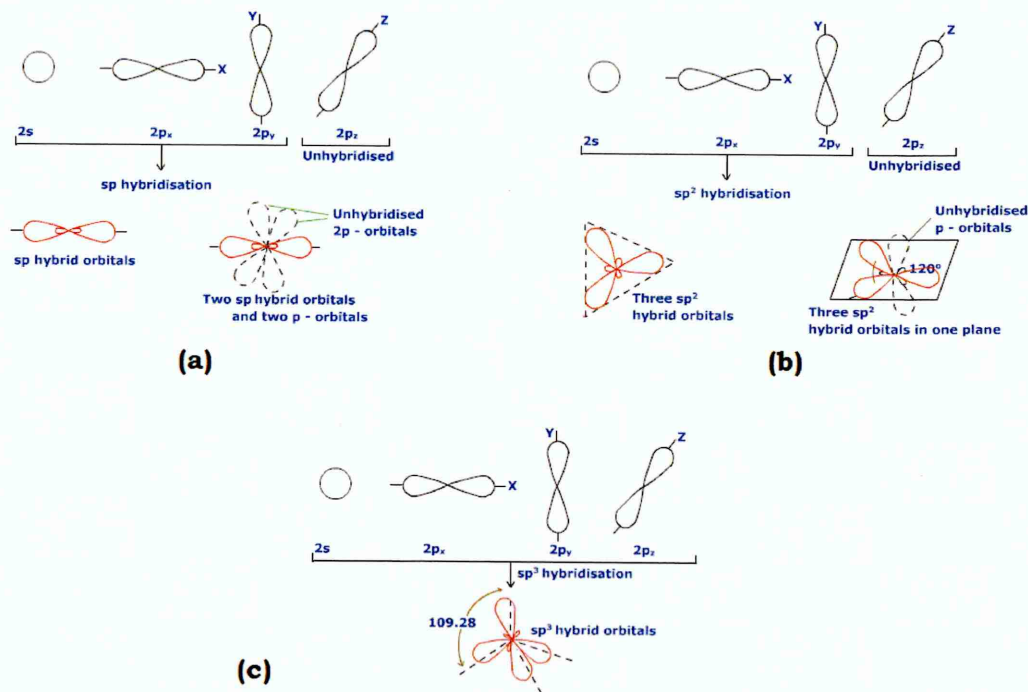 Y
Z
X
2s 2pₓ 2pᵧ 2p_z
Unhybridised
sp hybridisation
sp hybrid orbitals
Unhybridised
2p - orbitals
Two sp hybrid orbitals
and two p - orbitals
(a)
Y
Z
X
2s 2pₓ 2pᵧ 2p_z
Unhybridised
sp² hybridisation
Three sp²
hybrid orbitals
Unhybridised
p - orbitals
120°
Three sp²
hybrid orbitals in one plane
(b)
Y
Z
X
2s 2pₓ 2pᵧ 2p_z
sp³ hybridisation
109.28
sp³ hybrid orbitals
(c)